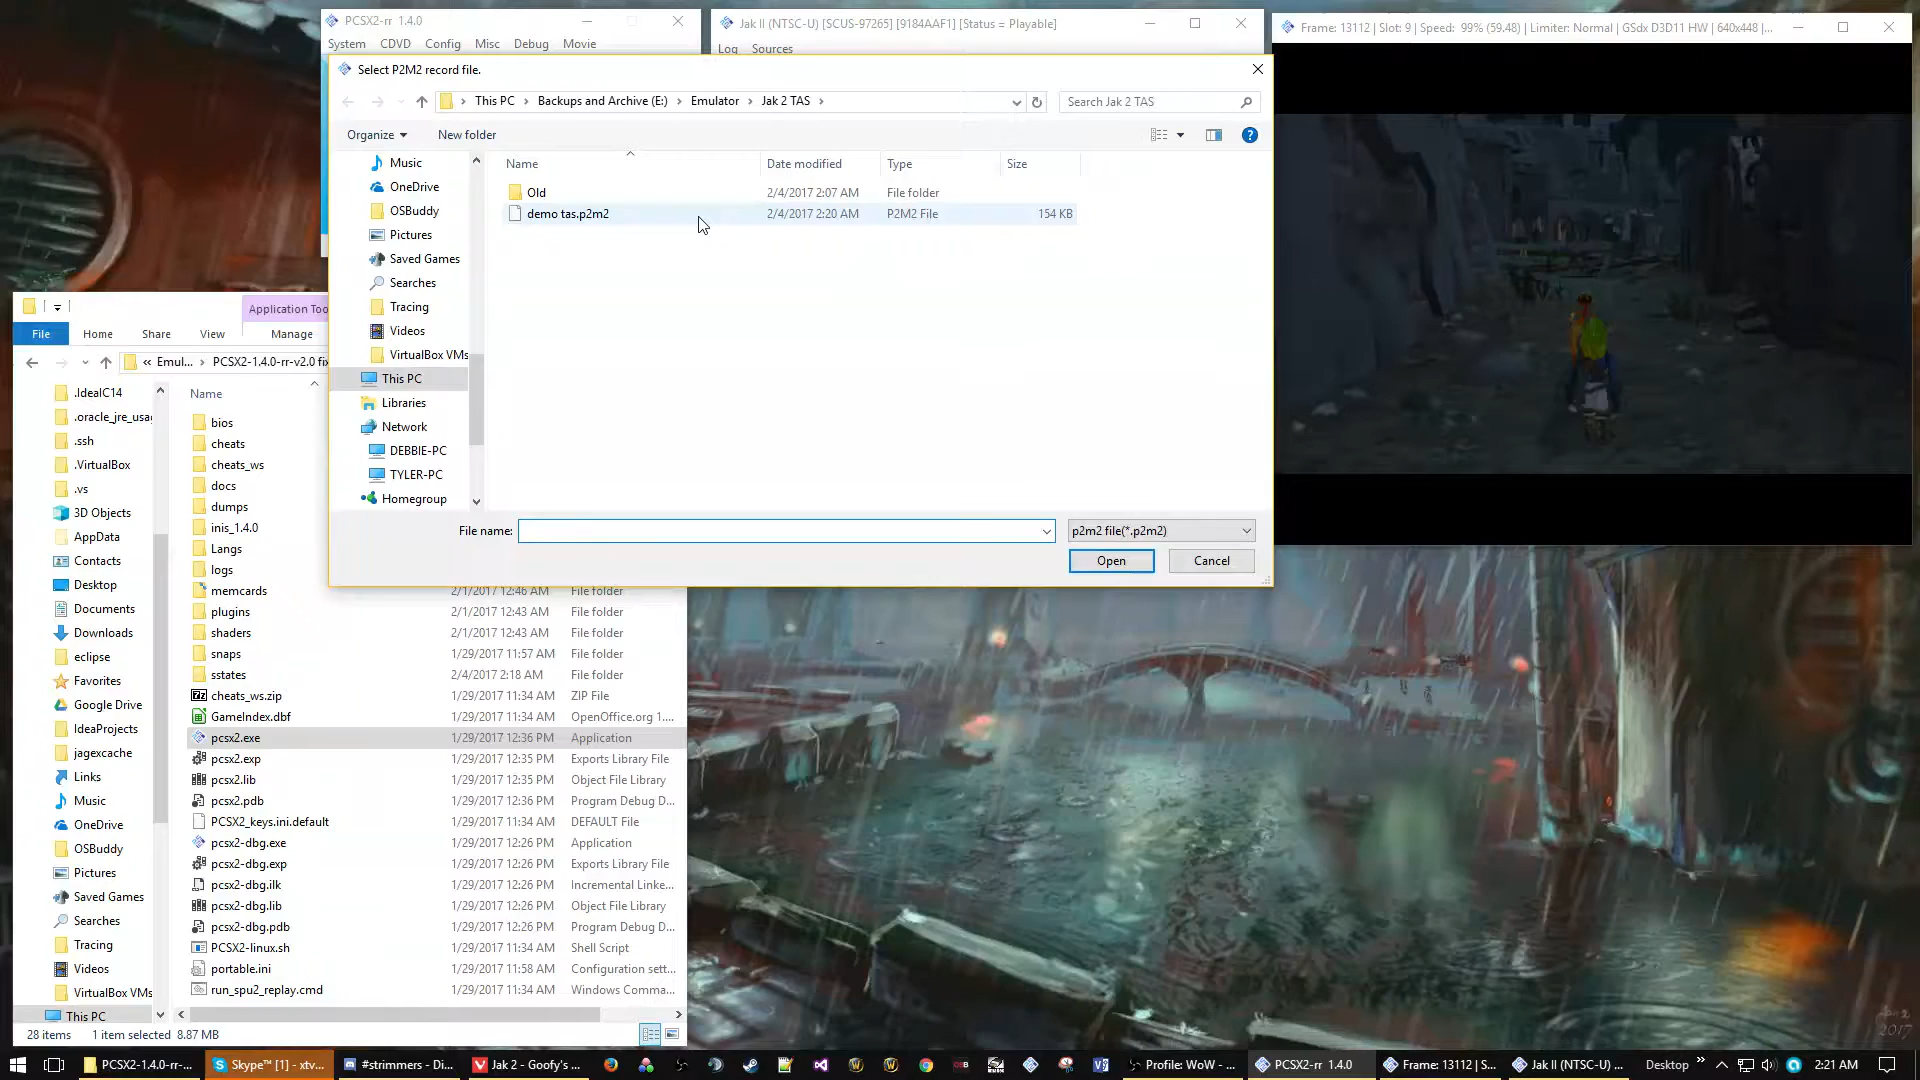 PCSX2-rr 1.4.0
System CDVD Config Misc Debug Movie
Jak II (NTSC-U) [SCUS-97265] [9184AAF1] [Status = Playable]
Log Sources
Frame: 13112 | Slot: 9 | Speed: 99% (59.48) | Limiter: Normal | GSdx D3D11 HW | 640x448 |...
Select P2M2 record file.
This PC > Backups and Archive (E:) > Emulator > Jak 2 TAS >
Search Jak 2 TAS
Organize New folder
Name Date modified Type Size
Old 2/4/2017 2:07 AM File folder
demo tas.p2m2 2/4/2017 2:20 AM P2M2 File 154 KB
Music
OneDrive
OSBuddy
Pictures
Saved Games
Searches
Tracing
Videos
VirtualBox VMs
This PC
Libraries
Network
DEBBIE-PC
TYLER-PC
Homegroup
File name:
p2m2 file(*.p2m2)
Open Cancel
Application Too
File Home Share View Manage
« Emul... > PCSX2-1.4.0-rr-v2.0 fix
Name
.IdeaIC14
.oracle_jre_usag
.ssh
.VirtualBox
.vs
3D Objects
AppData
Contacts
Desktop
Documents
Downloads
eclipse
Favorites
Google Drive
IdeaProjects
jagexcache
Links
Music
OneDrive
OSBuddy
Pictures
Saved Games
Searches
Tracing
Videos
VirtualBox VMs
This PC
bios
cheats
cheats_ws
docs
dumps
inis_1.4.0
Langs
logs
memcards 2/1/2017 12:46 AM File folder
plugins 2/1/2017 12:43 AM File folder
shaders 2/1/2017 12:43 AM File folder
snaps 1/29/2017 11:57 AM File folder
sstates 2/4/2017 2:18 AM File folder
cheats_ws.zip 1/29/2017 11:34 AM ZIP File
GameIndex.dbf 1/29/2017 11:34 AM OpenOffice.org 1....
pcsx2.exe 1/29/2017 12:36 PM Application
pcsx2.exp 1/29/2017 12:35 PM Exports Library File
pcsx2.lib 1/29/2017 12:35 PM Object File Library
pcsx2.pdb 1/29/2017 12:36 PM Program Debug D...
PCSX2_keys.ini.default 1/29/2017 11:34 AM DEFAULT File
pcsx2-dbg.exe 1/29/2017 12:26 PM Application
pcsx2-dbg.exp 1/29/2017 12:26 PM Exports Library File
pcsx2-dbg.ilk 1/29/2017 12:26 PM Incremental Linke...
pcsx2-dbg.lib 1/29/2017 12:26 PM Object File Library
pcsx2-dbg.pdb 1/29/2017 12:26 PM Program Debug D...
PCSX2-linux.sh 1/29/2017 11:34 AM Shell Script
portable.ini 1/29/2017 11:58 AM Configuration sett...
run_spu2_replay.cmd 1/29/2017 11:34 AM Windows Comma...
28 items 1 item selected 8.87 MB
2017
PCSX2-1.4.0-rr-... Skype™ [1] - xtv... #strimmers - Di... Jak 2 - Goofy's ... Profile: WoW - ... PCSX2-rr 1.4.0 Frame: 13112 | S... Jak II (NTSC-U) ... Desktop 2:21 AM